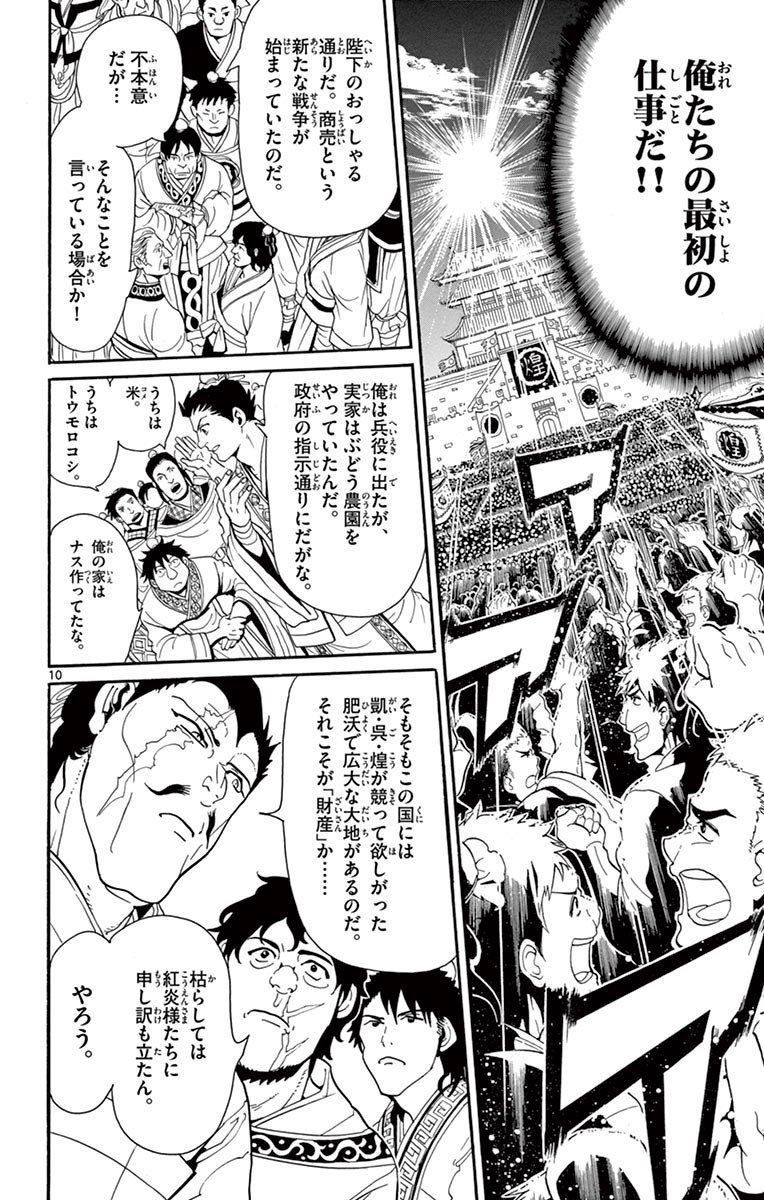 俺たちの最初の
仕事だ!!
煌
煌
ワアアアア
陛下のおっしゃる
通りだ。商売という
新たな戦争が
始まっていたのだ。
不本意
だが…
そんなことを
言っている場合か!
俺は兵役に出たが、
実家はぶどう農園を
やっていたんだ。
政府の指示通りにだがな。
うちは
米。
うちは
トウモロコシ。
俺の家は
ナス作ってたな。
10
そもそもこの国には
凱・呉・煌が競って欲しがった
肥沃で広大な大地があるのだ。
それこそが「財産」か……
枯らしては
紅炎様たちに
申し訳も立たん。
やろう。